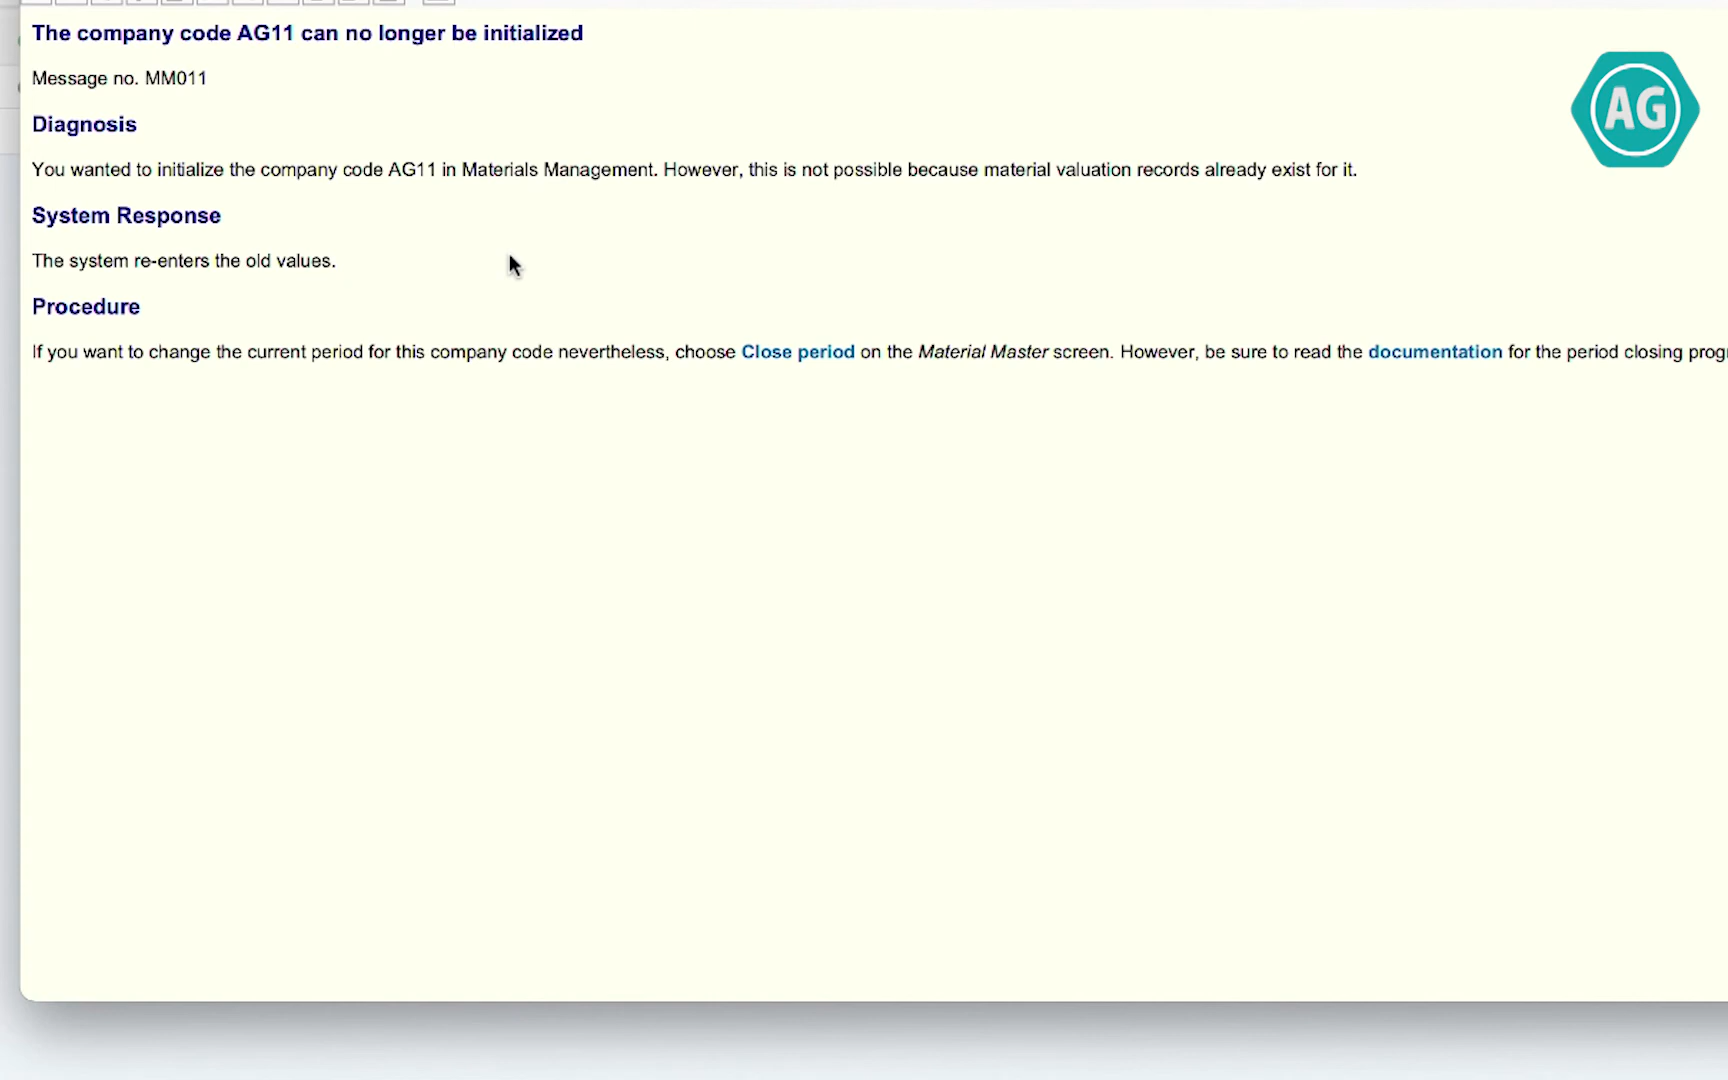 The company code AG11 can no longer be initialized
Message no. MM011
AG
Diagnosis
You wanted to initialize the company code AG11 in Materials Management. However, this is not possible because material valuation records already exist for it.
System Response
The system re-enters the old values.
Procedure
If you want to change the current period for this company code nevertheless, choose Close period on the Material Master screen. However, be sure to read the documentation for the period closing